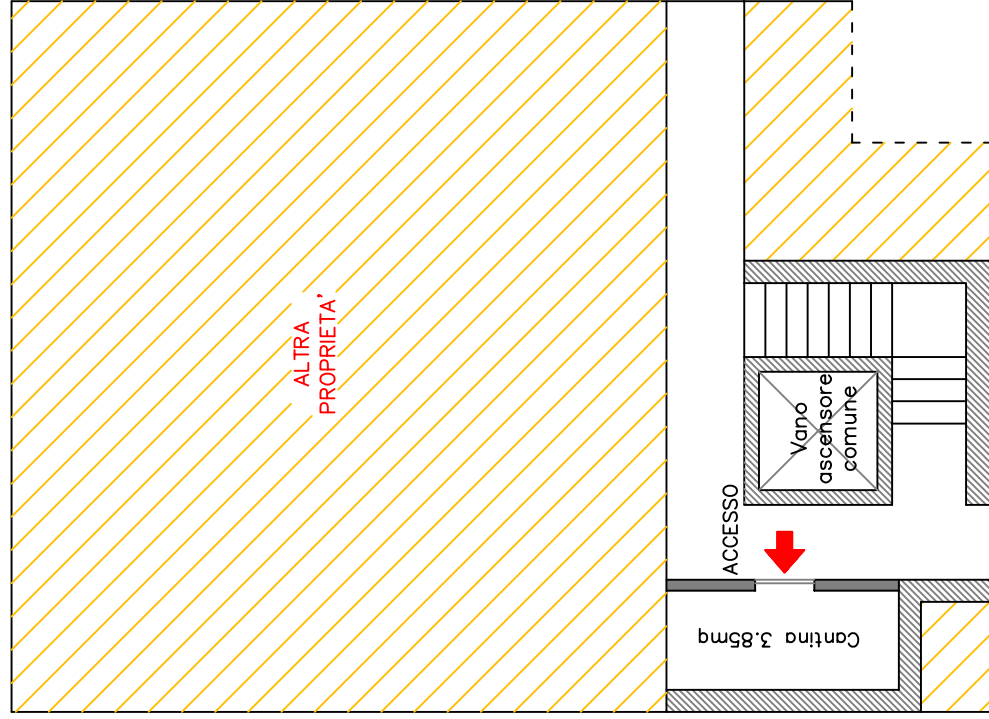 ALTRA
PROPRIETA'
Vano
ascensore
comune
ACCESSO
Cantina 3.85mq